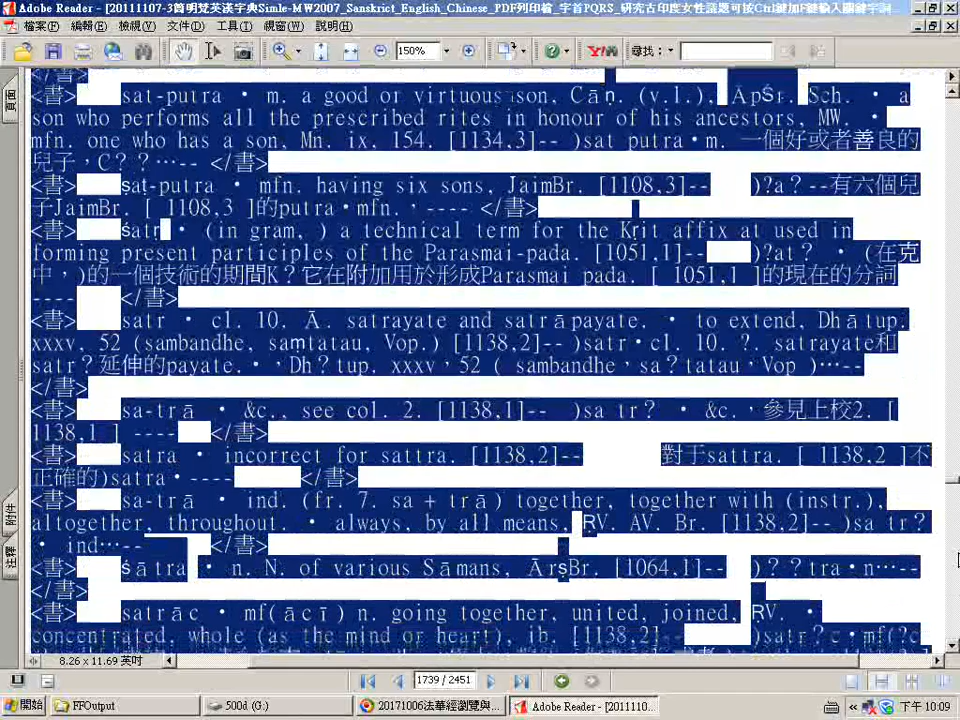 Adobe Reader - [20111107-3簡明梵英漢字典Simle-MW2007_Sanskrict_English_Chinese_PDF列印檔_字首PQRS_研究古印度女性議題可按Ctrl鍵加F鍵輸入關鍵字詞
檔案(F) 編輯(E) 檢視(V) 文件(D) 工具(T) 視窗(W) 說明(H)
150% 尋找：
頁面
<書> sat-putra • m. a good or virtuous son, Cāṇ. (v.l.), ĀpŚr. Sch. • a
son who performs all the prescribed rites in honour of his ancestors, MW. •
mfn. one who has a son, Mn. ix, 154. [1134,3]-- )sat putra•m. 一個好或者善良的
兒子，C？？…-- </書>
<書> ṣaṭ-putra • mfn. having six sons, JaimBr. [1108,3]-- )?a？--有六個兒
子JaimBr. [ 1108,3 ]的putra•mfn.，---- </書>
<書> śatṛ • (in gram, ) a technical term for the Kṛit affix at used in
forming present participles of the Parasmai-pada. [1051,1]-- )?at？ • (在克
中，)的一個技術的期間K？它在附加用於形成Parasmai pada. [ 1051,1 ]的現在的分詞
---- </書>
<書> satr • cl. 10. Ā. satrayate and satrāpayate. • to extend, Dhātup.
xxxv, 52 (sambandhe, saṃtatau, Vop.) [1138,2]-- )satr•cl. 10. ?. satrayate和
satr？延伸的payate.•，Dh？tup. xxxv，52 ( sambandhe，sa？tatau，Vop )…--
</書>
<書> sa-trā • &c., see col. 2. [1138,1]-- )sa tr？ • &c.，參見上校2. [
1138,1 ] ---- </書>
<書> satra • incorrect for sattra. [1138,2]-- 對于sattra. [ 1138,2 ]不
正確的)satra•---- </書>
<書> sa-trā • ind. (fr. 7. sa + trā) together, together with (instr.),
altogether, throughout. • always, by all means, ṚV. AV. Br. [1138,2]-- )sa tr?
• ind…-- </書>
<書> śātra • n. N. of various Sāmans, ĀrṣBr. [1064,1]-- )？？tra•n…--
</書>
<書> satrāc • mf(ācī) n. going together, united, joined, ṚV. •
concentrated, whole (as the mind or heart), ib. [1138,2]-- )satr?c•mf(?c
附件
注釋
8.26 x 11.69 英吋
1739 / 2451
開始 FFOutput 500d (G:) 20171006法華經瀏覽與... Adobe Reader - [2011110... 下午 10:09